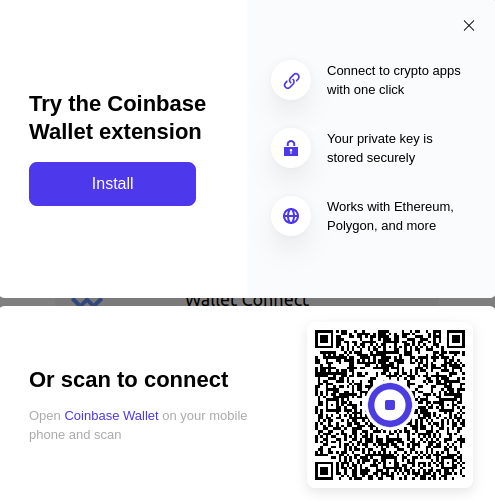 Try the Coinbase
Wallet extension
Install
Connect to crypto apps
with one click
Your private key is
stored securely
Works with Ethereum,
Polygon, and more
Wallet Connect
Or scan to connect
Open Coinbase Wallet on your mobile
phone and scan